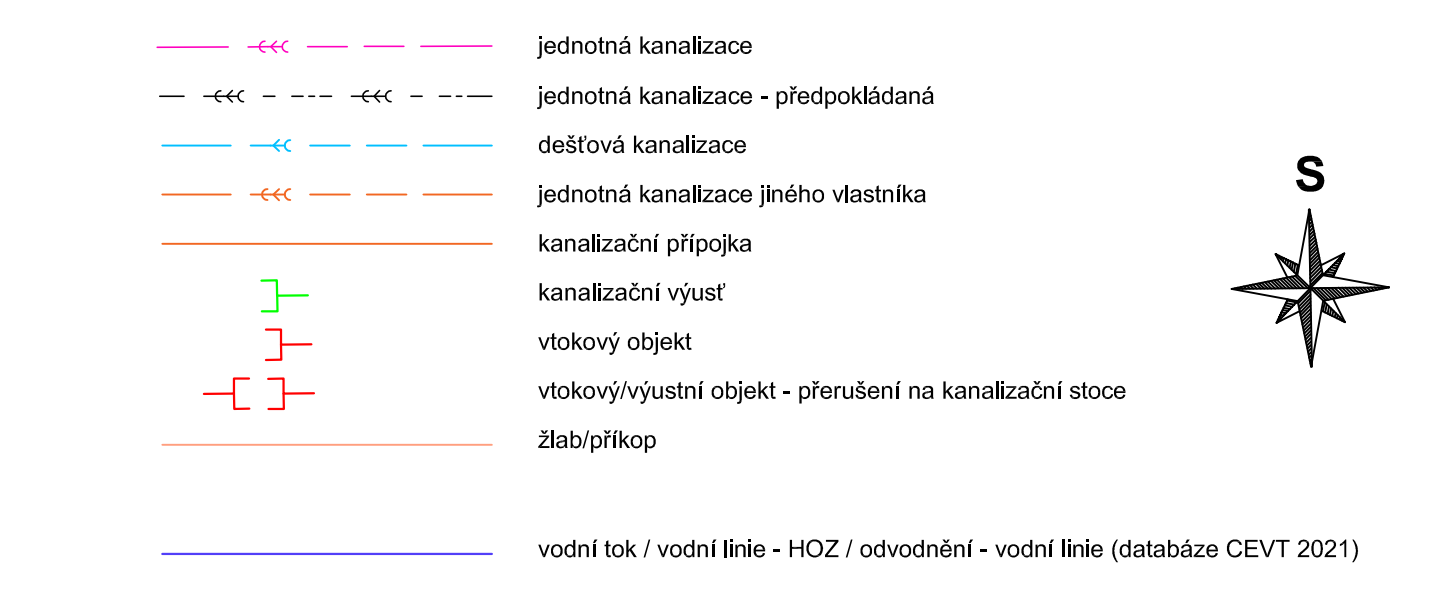 jednotná kanalizace
jednotná kanalizace - předpokládaná
dešťová kanalizace
jednotná kanalizace jiného vlastníka
kanalizační přípojka
kanalizační výusť
vtokový objekt
vtokový/výustní objekt - přerušení na kanalizační stoce
žlab/příkop
vodní tok / vodní linie - HOZ / odvodnění - vodní linie (databáze CEVT 2021)
S